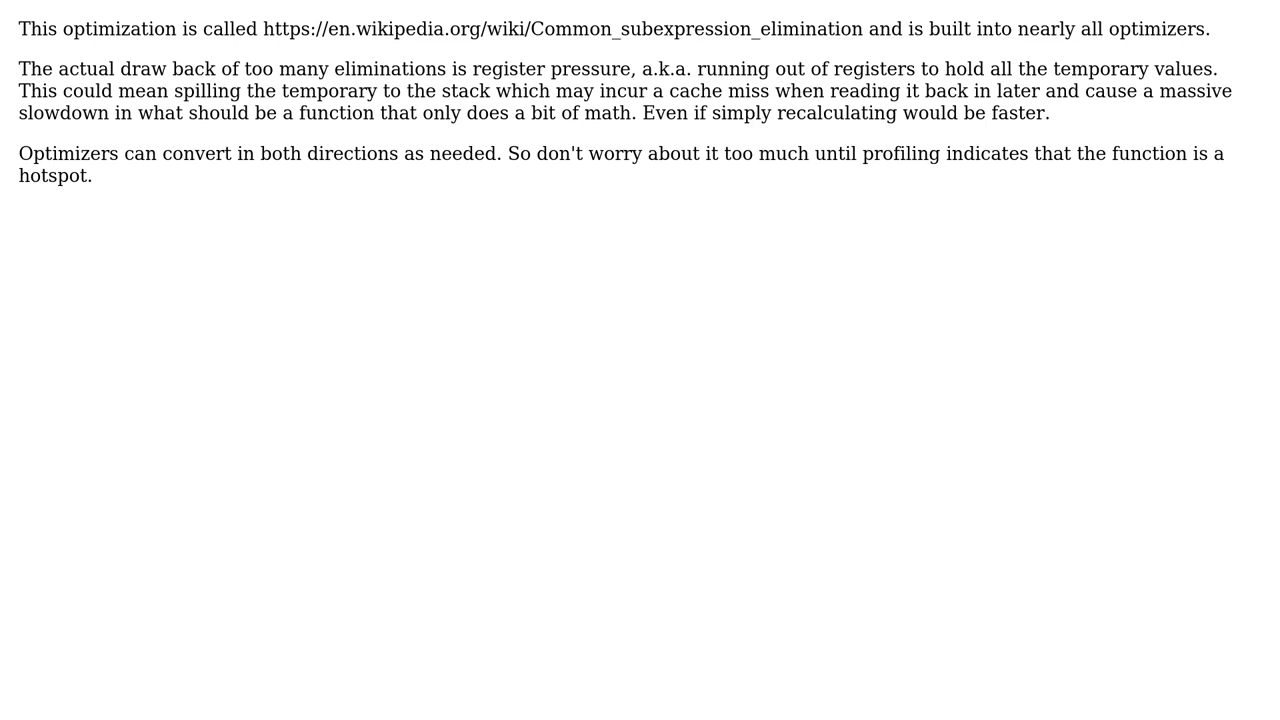 This optimization is called https://en.wikipedia.org/wiki/Common_subexpression_elimination and is built into nearly all optimizers.
The actual draw back of too many eliminations is register pressure, a.k.a. running out of registers to hold all the temporary values.
This could mean spilling the temporary to the stack which may incur a cache miss when reading it back in later and cause a massive
slowdown in what should be a function that only does a bit of math. Even if simply recalculating would be faster.
Optimizers can convert in both directions as needed. So don't worry about it too much until profiling indicates that the function is a
hotspot.